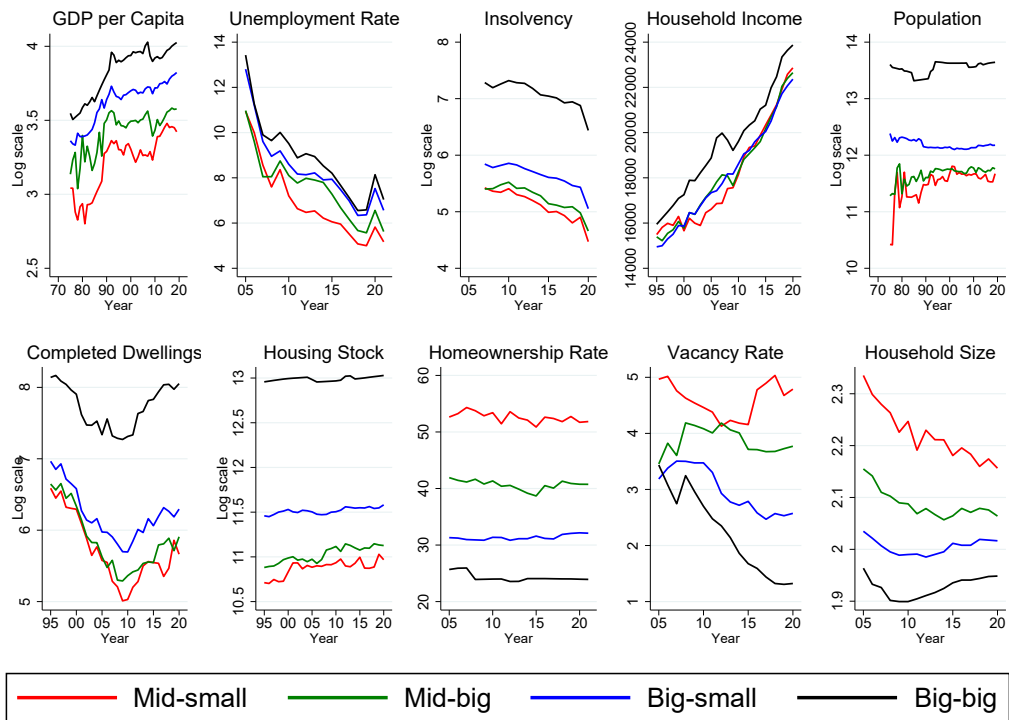 GDP per Capita Unemployment Rate Insolvency Household Income Population
Log scale
2.5 3 3.5 4
70 80 90 00 10 20
Year
4 6 8 10 12 14
05 10 15 20
Year
Log scale
4 5 6 7 8
05 10 15 20
Year
14000 16000 18000 20000 22000 24000
95 00 05 10 15 20
Year
Log scale
10 11 12 13 14
70 80 90 00 10 20
Year
Completed Dwellings Housing Stock Homeownership Rate Vacancy Rate Household Size
Log scale
5 6 7 8
95 00 05 10 15 20
Year
Log scale
10.5 11 11.5 12 12.5 13
95 00 05 10 15 20
Year
20 30 40 50 60
05 10 15 20
Year
1 2 3 4 5
05 10 15 20
Year
1.9 2 2.1 2.2 2.3
05 10 15 20
Year
Mid-small Mid-big Big-small Big-big